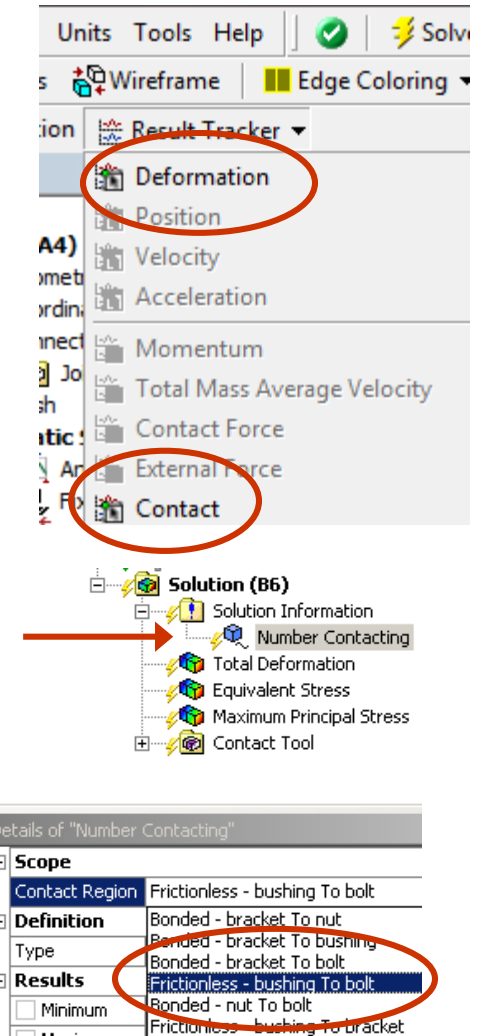 Units Tools Help Solve
s Wireframe Edge Coloring
ion Result Tracker
Deformation
Position
A4) Velocity
Acceleration
Momentum
Total Mass Average Velocity
Contact Force
External Force
Contact
Solution (B6)
Solution Information
Number Contacting
Total Deformation
Equivalent Stress
Maximum Principal Stress
Contact Tool
Details of "Number Contacting"
Scope
Contact Region Frictionless - bushing To bolt
Definition Bonded - bracket To nut
Type Bonded - bracket To bushing
Bonded - bracket To bolt
Results Frictionless - bushing To bolt
Minimum Bonded - nut To bolt
Frictionless - bushing To bracket